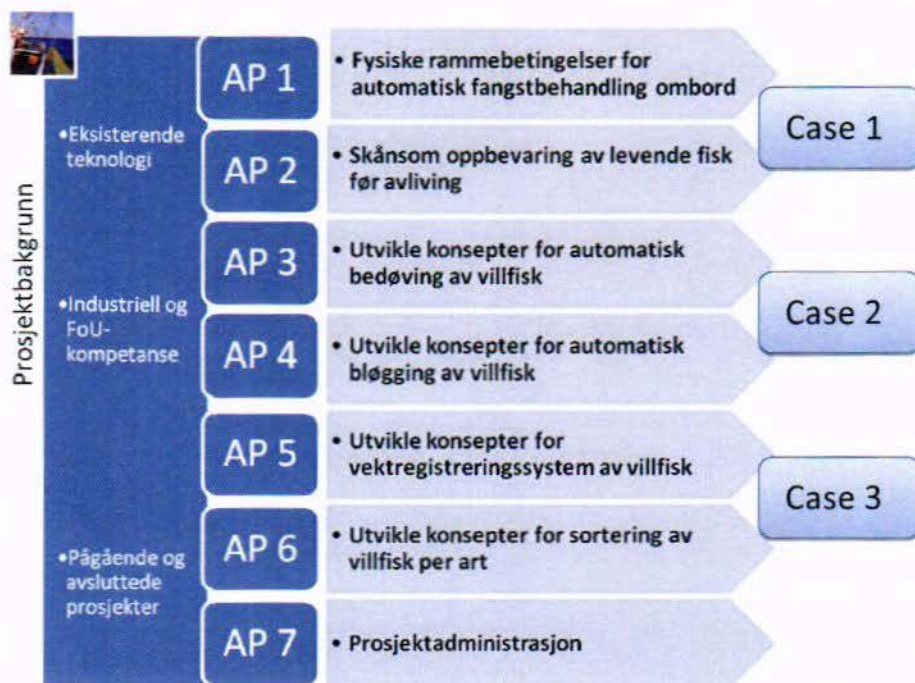 Prosjektbakgrunn
•Eksisterende
teknologi
•Industriell og
FoU-
kompetanse
•Pågående og
avsluttede
prosjekter
AP 1
• Fysiske rammebetingelser for
automatisk fangstbehandling ombord
AP 2
• Skånsom oppbevaring av levende fisk
før avliving
AP 3
• Utvikle konsepter for automatisk
bedøving av villfisk
AP 4
• Utvikle konsepter for automatisk
bløgging av villfisk
AP 5
• Utvikle konsepter for
vektregistreringssystem av villfisk
AP 6
• Utvikle konsepter for sortering av
villfisk per art
AP 7
• Prosjektadministrasjon
Case 1
Case 2
Case 3